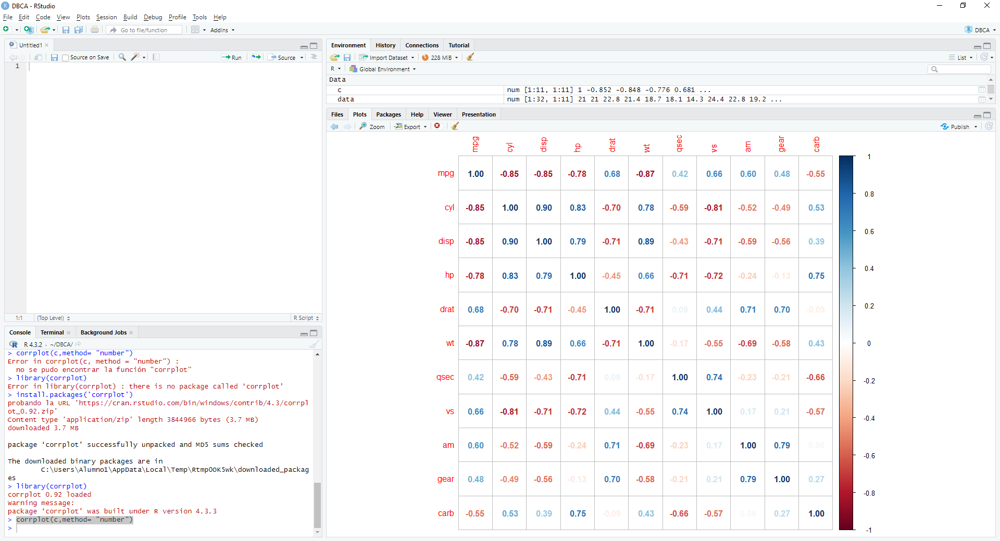 DBCA - RStudio
File Edit Code View Plots Session Build Debug Profile Tools Help
Go to file/function Addins DBCA
Untitled1
Source on Save Run Source
1
1:1 (Top Level) R Script
Console Terminal Background Jobs
R 4.3.2 · ~/DBCA/
> corrplot(c,method= "number")
Error in corrplot(c, method = "number") :
no se pudo encontrar la función "corrplot"
> library(corrplot)
Error in library(corrplot) : there is no package called ‘corrplot’
> install.packages('corrplot')
probando la URL 'https://cran.rstudio.com/bin/windows/contrib/4.3/corrpl
ot_0.92.zip'
Content type 'application/zip' length 3844966 bytes (3.7 MB)
downloaded 3.7 MB
package ‘corrplot’ successfully unpacked and MD5 sums checked
The downloaded binary packages are in
C:\Users\Alumno1\AppData\Local\Temp\RtmpOOK5wk\downloaded_packag
es
> library(corrplot)
corrplot 0.92 loaded
Warning message:
package ‘corrplot’ was built under R version 4.3.3
> corrplot(c,method= "number")
>
Environment History Connections Tutorial
Import Dataset 228 MiB List
R Global Environment
Data
c num [1:11, 1:11] 1 -0.852 -0.848 -0.776 0.681 ...
data num [1:32, 1:11] 21 21 22.8 21.4 18.7 18.1 14.3 24.4 22.8 19.2 ...
Files Plots Packages Help Viewer Presentation
Zoom Export Publish
mpg cyl disp hp drat wt qsec vs am gear carb
mpg 1.00 -0.85 -0.85 -0.78 0.68 -0.87 0.42 0.66 0.60 0.48 -0.55
cyl -0.85 1.00 0.90 0.83 -0.70 0.78 -0.59 -0.81 -0.52 -0.49 0.53
disp -0.85 0.90 1.00 0.79 -0.71 0.89 -0.43 -0.71 -0.59 -0.56 0.39
hp -0.78 0.83 0.79 1.00 -0.45 0.66 -0.71 -0.72 -0.24 -0.13 0.75
drat 0.68 -0.70 -0.71 -0.45 1.00 -0.71 0.09 0.44 0.71 0.70 -0.09
wt -0.87 0.78 0.89 0.66 -0.71 1.00 -0.17 -0.55 -0.69 -0.58 0.43
qsec 0.42 -0.59 -0.43 -0.71 0.09 -0.17 1.00 0.74 -0.23 -0.21 -0.66
vs 0.66 -0.81 -0.71 -0.72 0.44 -0.55 0.74 1.00 0.17 0.21 -0.57
am 0.60 -0.52 -0.59 -0.24 0.71 -0.69 -0.23 0.17 1.00 0.79 0.06
gear 0.48 -0.49 -0.56 -0.13 0.70 -0.58 -0.21 0.21 0.79 1.00 0.27
carb -0.55 0.53 0.39 0.75 -0.09 0.43 -0.66 -0.57 0.06 0.27 1.00
1
0.8
0.6
0.4
0.2
0
-0.2
-0.4
-0.6
-0.8
-1